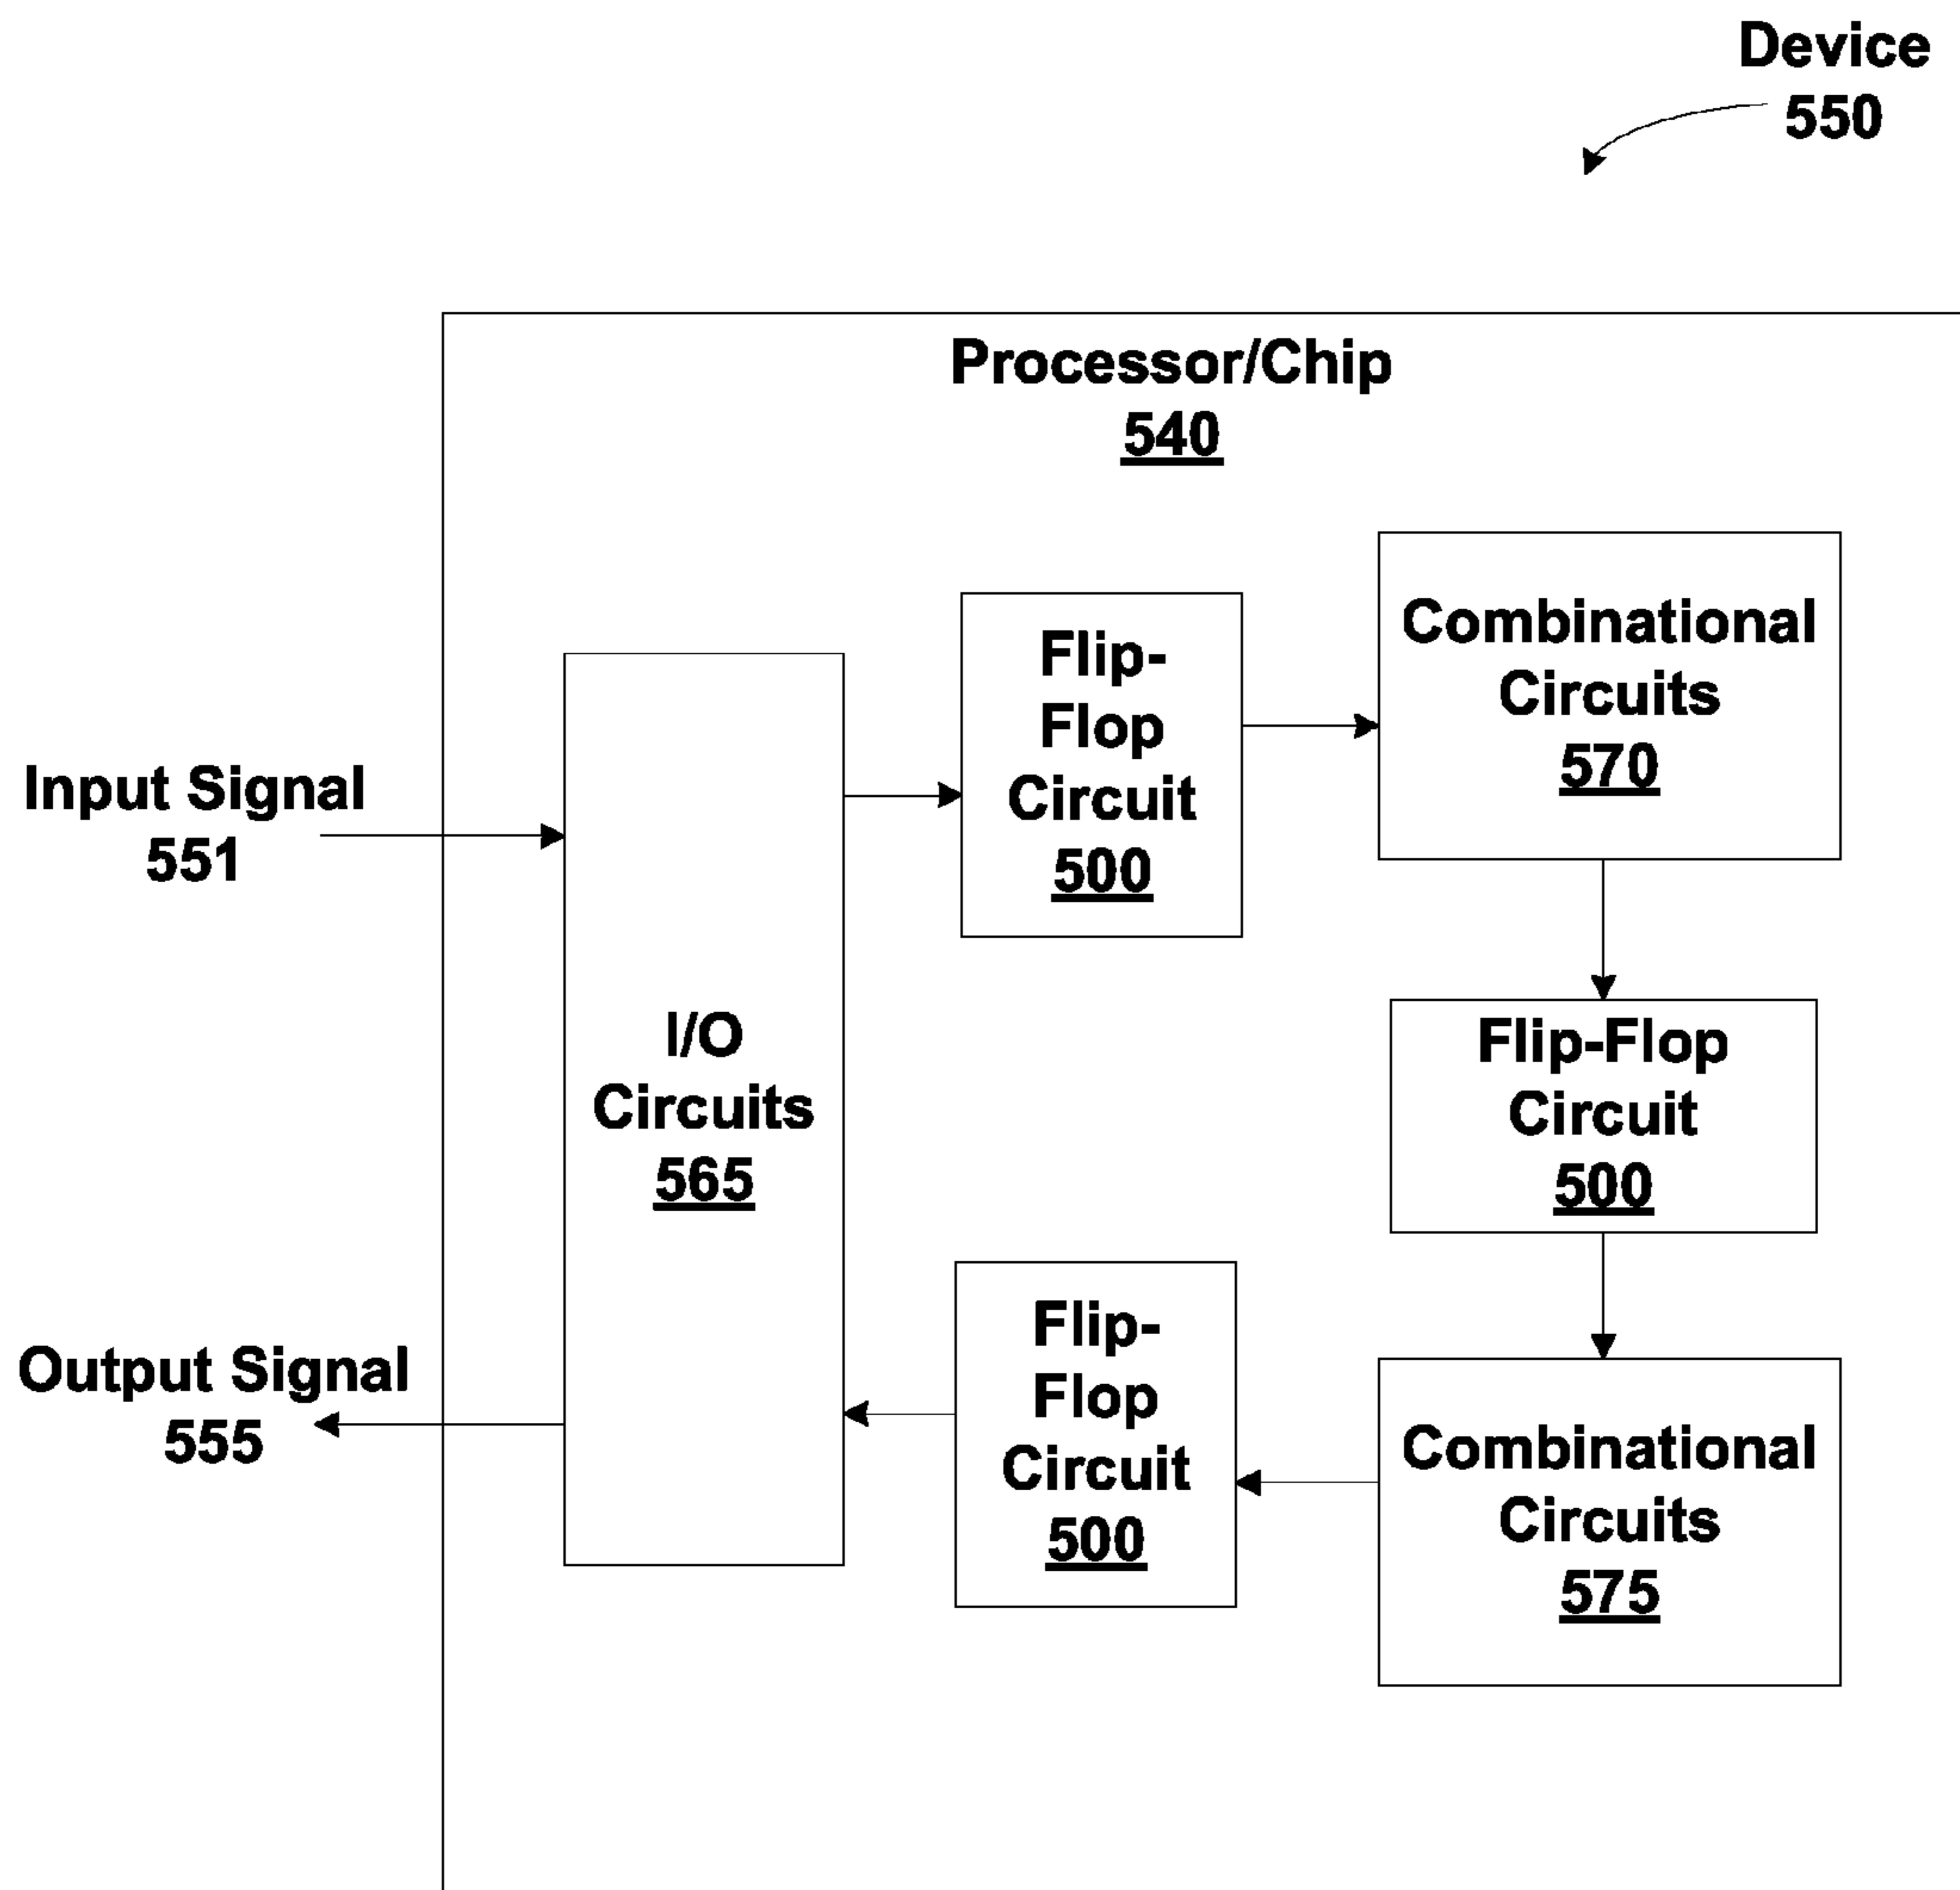 Device
550
Processor/Chip
540
Input Signal
551
I/O
Circuits
565
Flip-
Flop
Circuit
500
Combinational
Circuits
570
Flip-Flop
Circuit
500
Combinational
Circuits
575
Flip-
Flop
Circuit
500
Output Signal
555